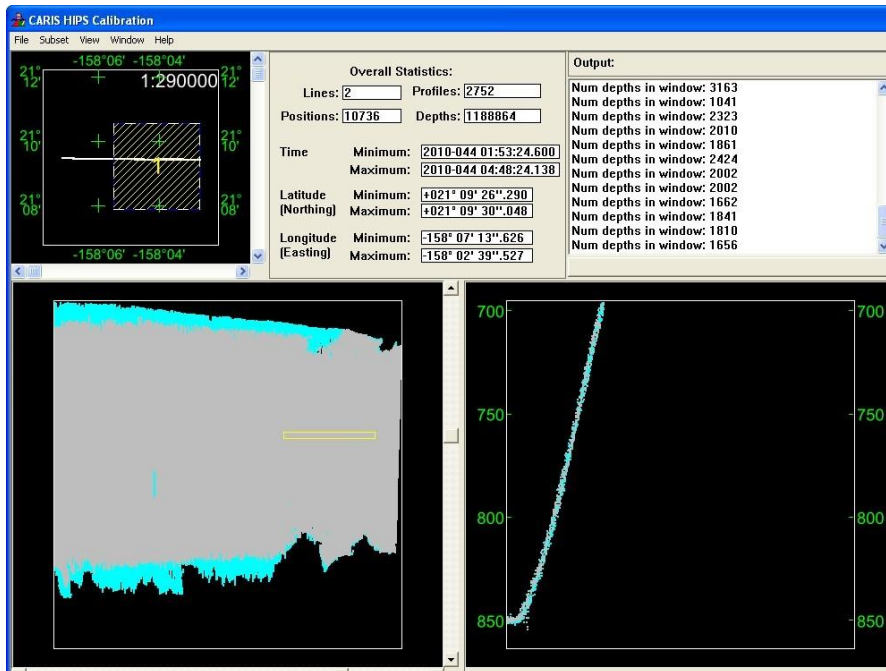 CARIS HIPS Calibration
File Subset View Window Help
-158°06' -158°04'
1:290000
21° 12' 21° 12'
21° 10' 21° 10'
21° 08' 21° 08'
-158°06' -158°04'
Overall Statistics:
Lines: 2 Profiles: 2752
Positions: 10736 Depths: 1188864
Time Minimum: 2010-044 01:53:24.600
Maximum: 2010-044 04:48:24.138
Latitude Minimum: +021° 09' 26".290
(Northing) Maximum: +021° 09' 30".048
Longitude Minimum: -158° 07' 13".626
(Easting) Maximum: -158° 02' 39".527
Output:
Num depths in window: 3163
Num depths in window: 1041
Num depths in window: 2323
Num depths in window: 2010
Num depths in window: 1861
Num depths in window: 2424
Num depths in window: 2002
Num depths in window: 2002
Num depths in window: 1662
Num depths in window: 1841
Num depths in window: 1810
Num depths in window: 1656
700 700
750 750
800 800
850 850